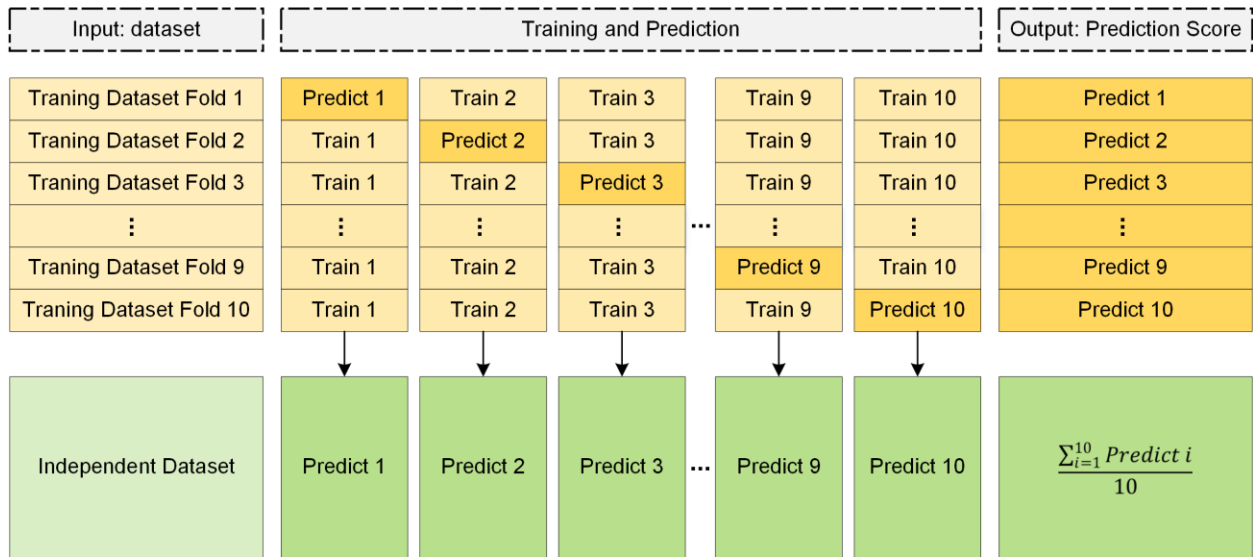 Input: dataset Training and Prediction Output: Prediction Score
Traning Dataset Fold 1 Predict 1 Train 2 Train 3 Train 9 Train 10 Predict 1
Traning Dataset Fold 2 Train 1 Predict 2 Train 3 Train 9 Train 10 Predict 2
Traning Dataset Fold 3 Train 1 Train 2 Predict 3 Train 9 Train 10 Predict 3
⋮ ⋮ ⋮ ⋮ ... ⋮ ⋮ ⋮
Traning Dataset Fold 9 Train 1 Train 2 Train 3 Predict 9 Train 10 Predict 9
Traning Dataset Fold 10 Train 1 Train 2 Train 3 Train 9 Predict 10 Predict 10
Independent Dataset Predict 1 Predict 2 Predict 3 ... Predict 9 Predict 10 \frac{\sum_{i=1}^{10} Predict i}{10}